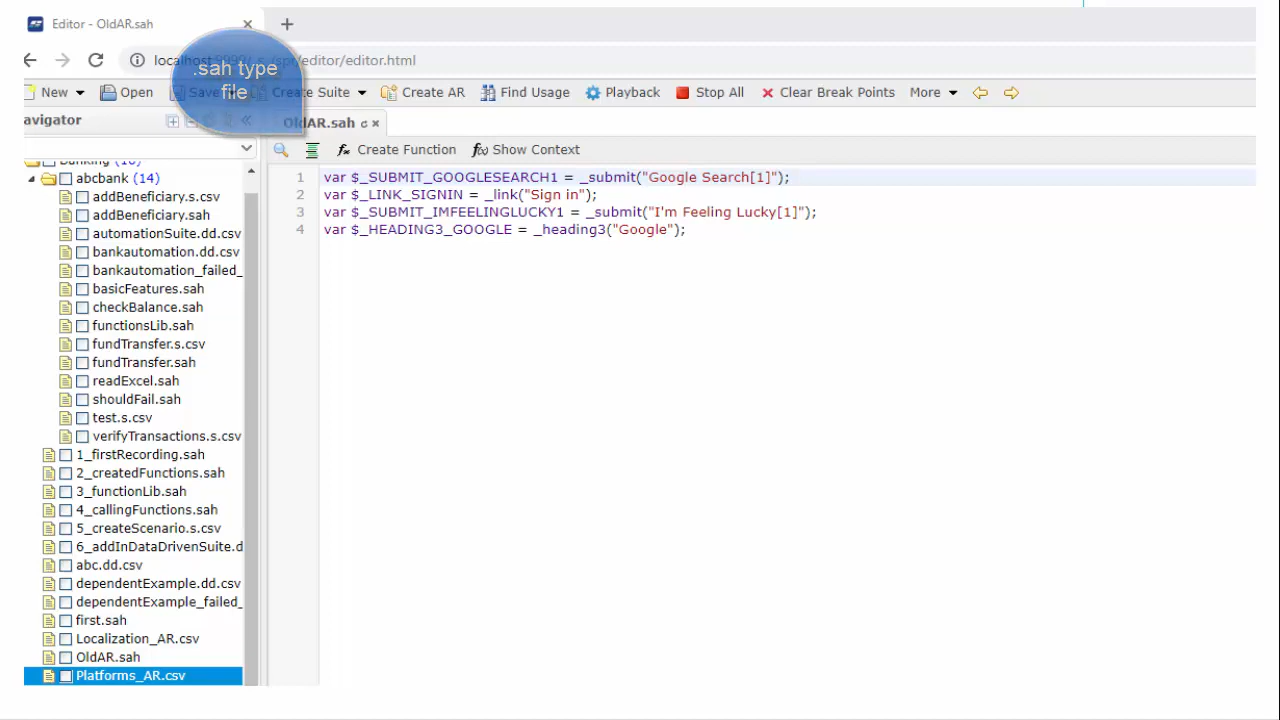 Editor - OldAR.sah
localhost:9999/_s_/spr/editor/editor.html
.sah type
file
New
Open
Save
Create Suite
Create AR
Find Usage
Playback
Stop All
Clear Break Points
More
avigator
OldAR.sah
Create Function
Show Context
Banking (16)
abcbank (14)
addBeneficiary.s.csv
addBeneficiary.sah
automationSuite.dd.csv
bankautomation.dd.csv
bankautomation_failed_
basicFeatures.sah
checkBalance.sah
functionsLib.sah
fundTransfer.s.csv
fundTransfer.sah
readExcel.sah
shouldFail.sah
test.s.csv
verifyTransactions.s.csv
1_firstRecording.sah
2_createdFunctions.sah
3_functionLib.sah
4_callingFunctions.sah
5_createScenario.s.csv
6_addInDataDrivenSuite.d
abc.dd.csv
dependentExample.dd.csv
dependentExample_failed_
first.sah
Localization_AR.csv
OldAR.sah
Platforms_AR.csv
1 var $_SUBMIT_GOOGLESEARCH1 = _submit("Google Search[1]");
2 var $_LINK_SIGNIN = _link("Sign in");
3 var $_SUBMIT_IMFEELINGLUCKY1 = _submit("I'm Feeling Lucky[1]");
4 var $_HEADING3_GOOGLE = _heading3("Google");